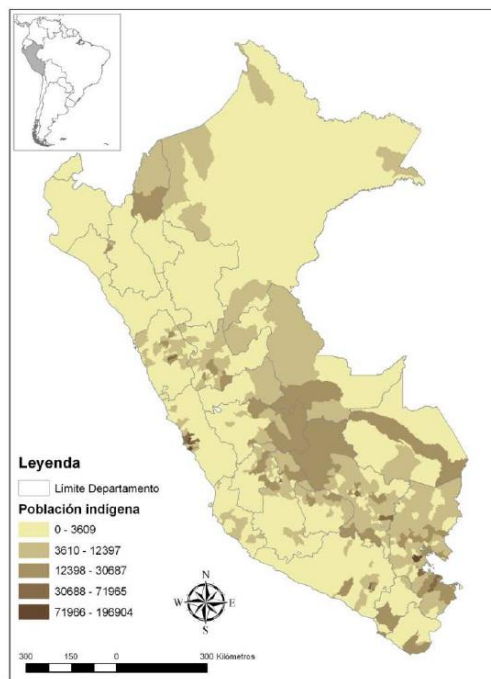 Leyenda
Límite Departamento
Población indígena
0 - 3609
3610 - 12397
12398 - 30687
30688 - 71965
71966 - 196904
N
W E
S
300 150 0 300 Kilómetros